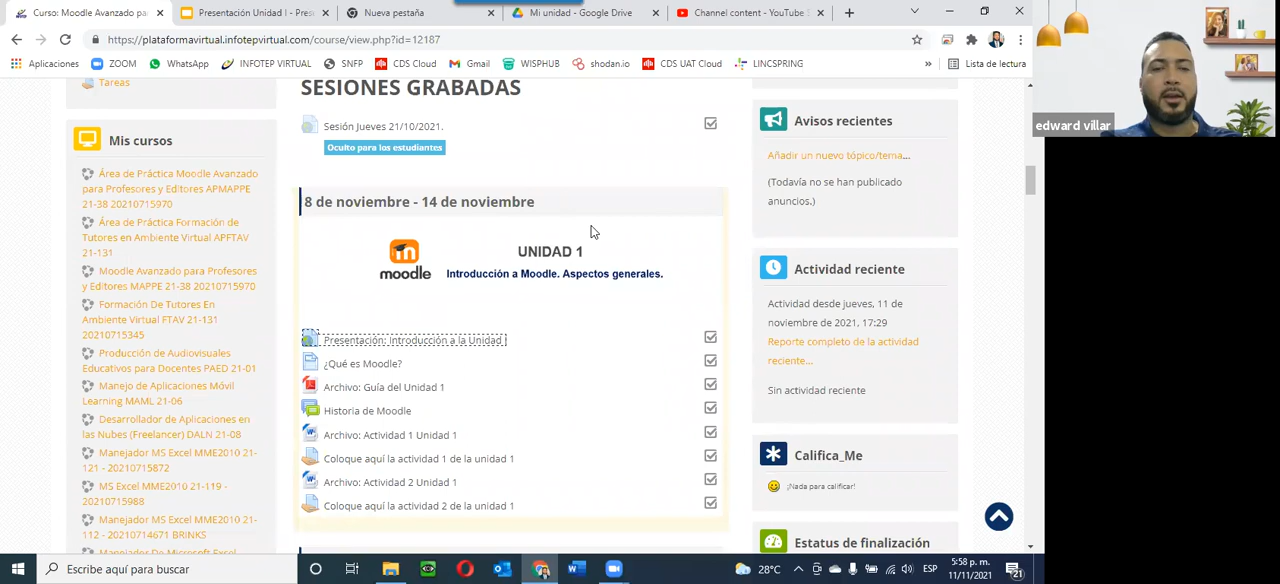 Curso: Moodle Avanzado pa
Presentación Unidad I - Pres
Nueva pestaña
Mi unidad - Google Drive
Channel content - YouTube
https://plataformavirtual.infotepvirtual.com/course/view.php?id=12187
Aplicaciones
ZOOM
WhatsApp
INFOTEP VIRTUAL
SNFP
CDS Cloud
Gmail
WISPHUB
shodan.io
CDS UAT Cloud
LINCSPRING
»
Lista de lectura
Tareas
Mis cursos
Área de Práctica Moodle Avanzado
para Profesores y Editores APMAPPE
21-38 20210715970
Área de Práctica Formación de
Tutores en Ambiente Virtual APFTAV
21-131
Moodle Avanzado para Profesores
y Editores MAPPE 21-38 20210715970
Formación De Tutores En
Ambiente Virtual FTAV 21-131
20210715345
Producción de Audiovisuales
Educativos para Docentes PAED 21-01
Manejo de Aplicaciones Móvil
Learning MAML 21-06
Desarrollador de Aplicaciones en
las Nubes (Freelancer) DALN 21-08
Manejador MS Excel MME2010 21-
121 - 20210715872
MS Excel MME2010 21-119 -
20210715988
Manejador MS Excel MME2010 21-
112 - 20210714671 BRINKS
Manejador De Microsoft Excel
SESIONES GRABADAS
Sesión Jueves 21/10/2021.
Oculto para los estudiantes
8 de noviembre - 14 de noviembre
moodle
UNIDAD 1
Introducción a Moodle. Aspectos generales.
Presentación: Introducción a la Unidad I
¿Qué es Moodle?
Archivo: Guía del Unidad 1
Historia de Moodle
Archivo: Actividad 1 Unidad 1
Coloque aquí la actividad 1 de la unidad 1
Archivo: Actividad 2 Unidad 1
Coloque aquí la actividad 2 de la unidad 1
Avisos recientes
Añadir un nuevo tópico/tema...
(Todavía no se han publicado
anuncios.)
Actividad reciente
Actividad desde jueves, 11 de
noviembre de 2021, 17:29
Reporte completo de la actividad
reciente...
Sin actividad reciente
Califica_Me
¡Nada para calificar!
Estatus de finalización
edward villar
Escribe aquí para buscar
28°C
ESP
5:58 p. m.
11/11/2021
21